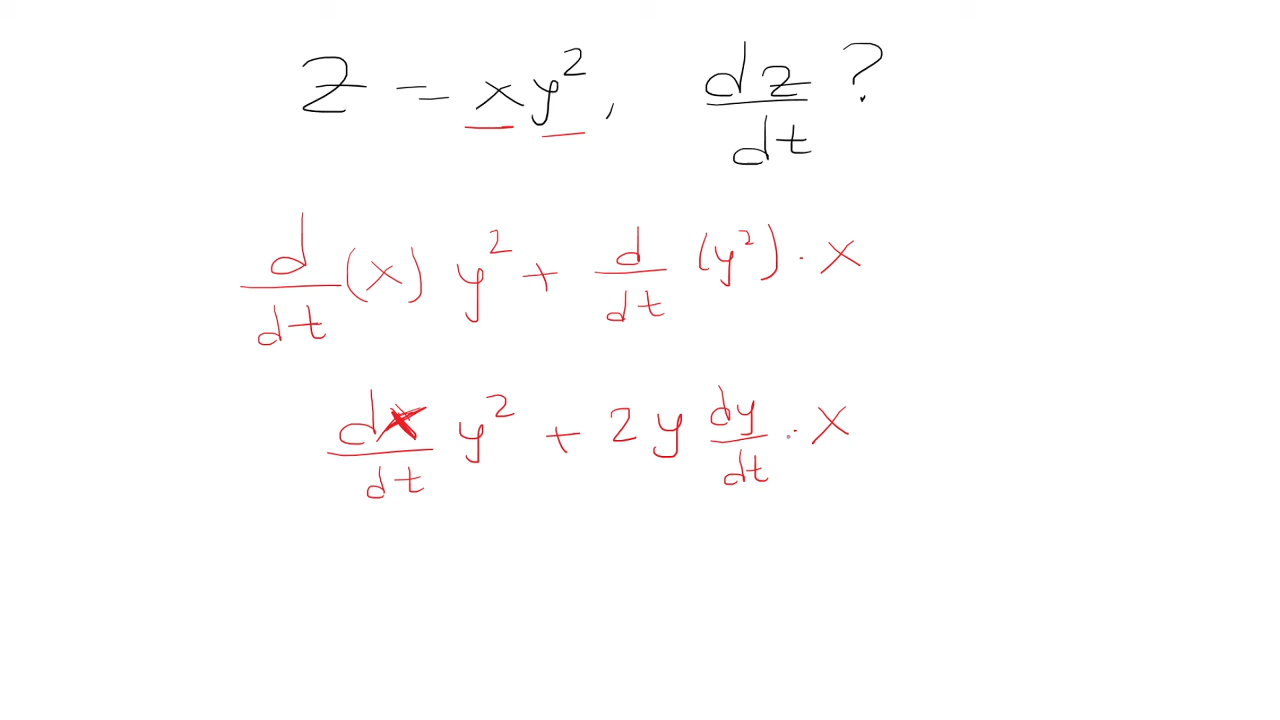 z = xy², dz/dt ?
d/dt (x) y² + d/dt (y²) · x
dx/dt y² + 2y dy/dt · x